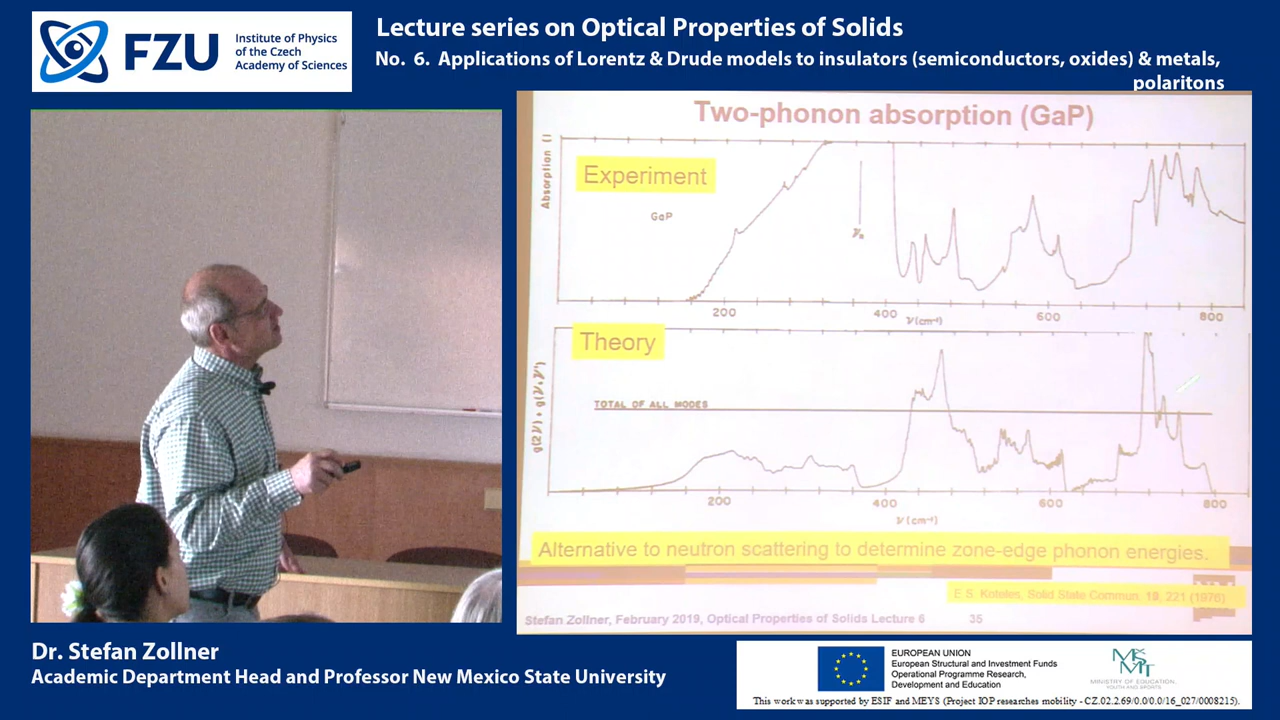 FZU
Institute of Physics
of the Czech
Academy of Sciences
Lecture series on Optical Properties of Solids
No. 6. Applications of Lorentz & Drude models to insulators (semiconductors, oxides) & metals,
polaritons
Two-phonon absorption (GaP)
Absorption
Experiment
GaP
200
400
ν (cm⁻¹)
600
800
Theory
g(2ν) + g(ν+ν')
TOTAL OF ALL MODES
200
400
ν (cm⁻¹)
600
800
Alternative to neutron scattering to determine zone-edge phonon energies.
E.S. Koteles, Solid State Commun. 19, 221 (1976)
Stefan Zollner, February 2019, Optical Properties of Solids Lecture 6 35
Dr. Stefan Zollner
Academic Department Head and Professor New Mexico State University
EUROPEAN UNION
European Structural and Investment Funds
Operational Programme Research,
Development and Education
MINISTRY OF EDUCATION,
YOUTH AND SPORTS
This work was supported by ESIF and MEYS (Project IOP researches mobility - CZ.02.2.69/0.0/0.0/16_027/0008215).